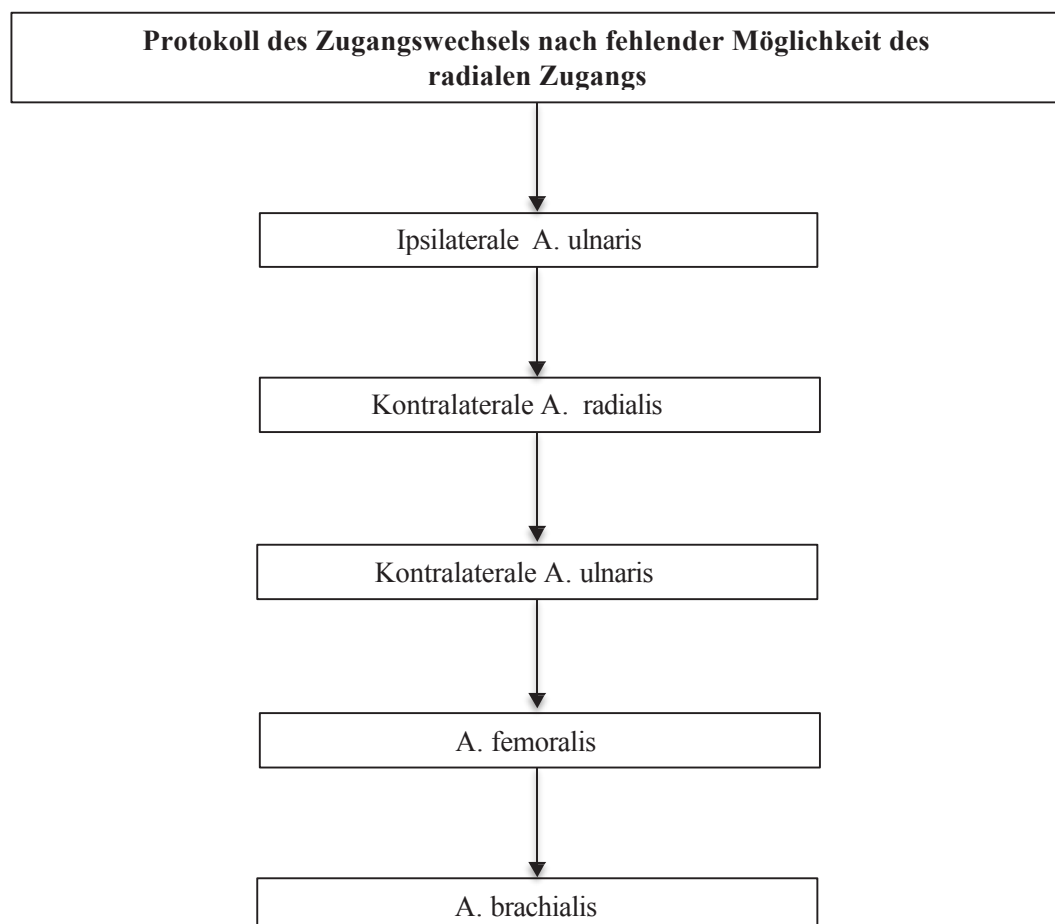 Protokoll des Zugangswechsels nach fehlender Möglichkeit des
radialen Zugangs
Ipsilaterale A. ulnaris
Kontralaterale A. radialis
Kontralaterale A. ulnaris
A. femoralis
A. brachialis